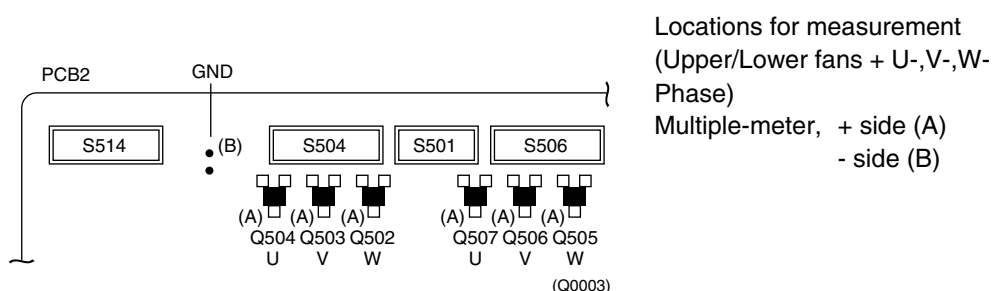 Locations for measurement
(Upper/Lower fans + U-,V-,W-
Phase)
Multiple-meter, + side (A)
- side (B)
PCB2
GND
S514
(B)
S504
S501
S506
(A) (A) (A) (A) (A) (A)
Q504 Q503 Q502 Q507 Q506 Q505
U V W U V W
(Q0003)